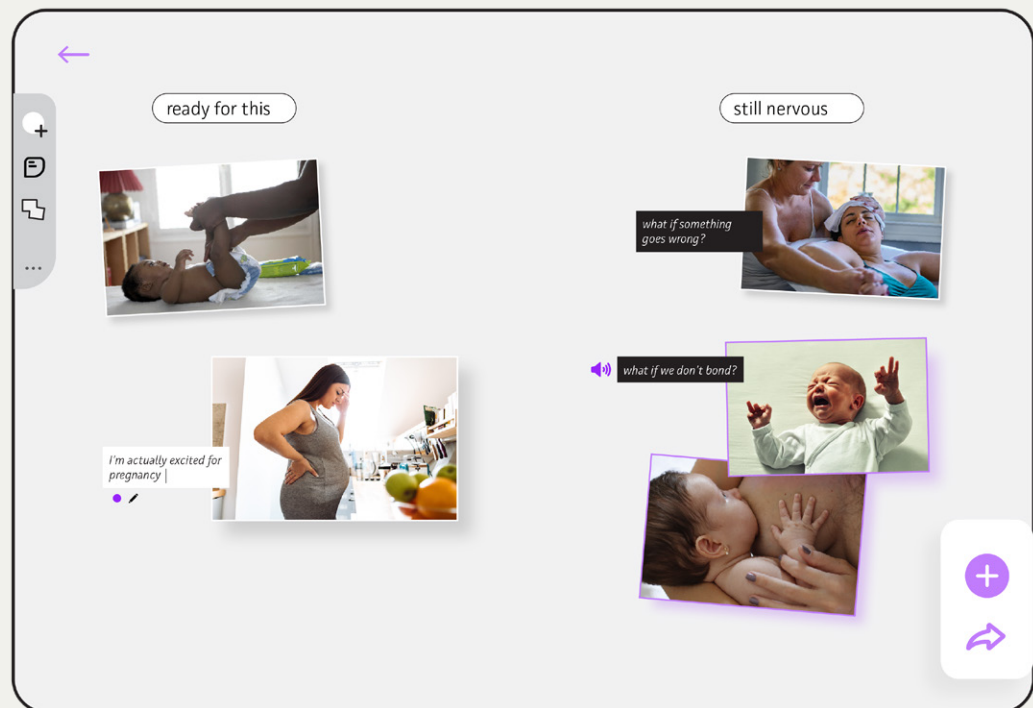 ready for this
still nervous
what if something
goes wrong?
what if we don't bond?
I'm actually excited for
pregnancy